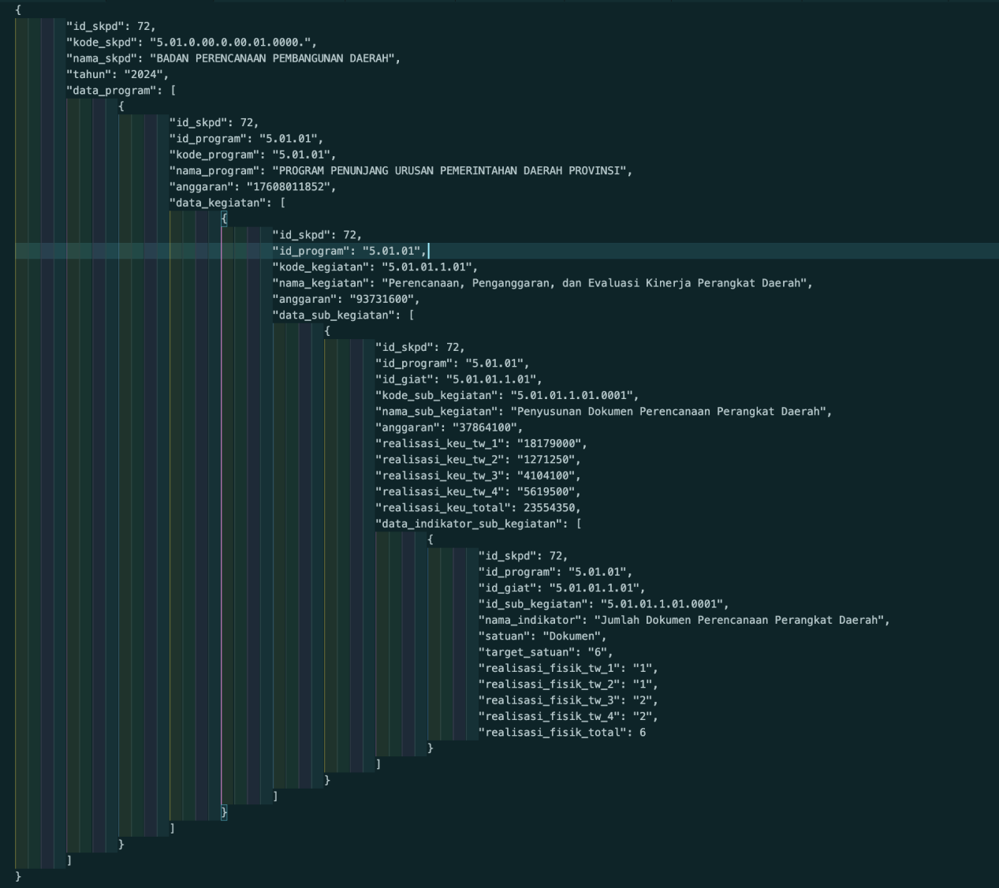 {
"id_skpd": 72,
"kode_skpd": "5.01.0.00.0.00.01.0000.",
"nama_skpd": "BADAN PERENCANAAN PEMBANGUNAN DAERAH",
"tahun": "2024",
"data_program": [
{
"id_skpd": 72,
"id_program": "5.01.01",
"kode_program": "5.01.01",
"nama_program": "PROGRAM PENUNJANG URUSAN PEMERINTAHAN DAERAH PROVINSI",
"anggaran": "17608011852",
"data_kegiatan": [
{
"id_skpd": 72,
"id_program": "5.01.01",
"kode_kegiatan": "5.01.01.1.01",
"nama_kegiatan": "Perencanaan, Penganggaran, dan Evaluasi Kinerja Perangkat Daerah",
"anggaran": "93731600",
"data_sub_kegiatan": [
{
"id_skpd": 72,
"id_program": "5.01.01",
"id_giat": "5.01.01.1.01",
"kode_sub_kegiatan": "5.01.01.1.01.0001",
"nama_sub_kegiatan": "Penyusunan Dokumen Perencanaan Perangkat Daerah",
"anggaran": "37864100",
"realisasi_keu_tw_1": "18179000",
"realisasi_keu_tw_2": "1271250",
"realisasi_keu_tw_3": "4104100",
"realisasi_keu_tw_4": "5619500",
"realisasi_keu_total": 23554350,
"data_indikator_sub_kegiatan": [
{
"id_skpd": 72,
"id_program": "5.01.01",
"id_giat": "5.01.01.1.01",
"id_sub_kegiatan": "5.01.01.1.01.0001",
"nama_indikator": "Jumlah Dokumen Perencanaan Perangkat Daerah",
"satuan": "Dokumen",
"target_satuan": "6",
"realisasi_fisik_tw_1": "1",
"realisasi_fisik_tw_2": "1",
"realisasi_fisik_tw_3": "2",
"realisasi_fisik_tw_4": "2",
"realisasi_fisik_total": 6
}
]
}
]
}
]
}
]
}